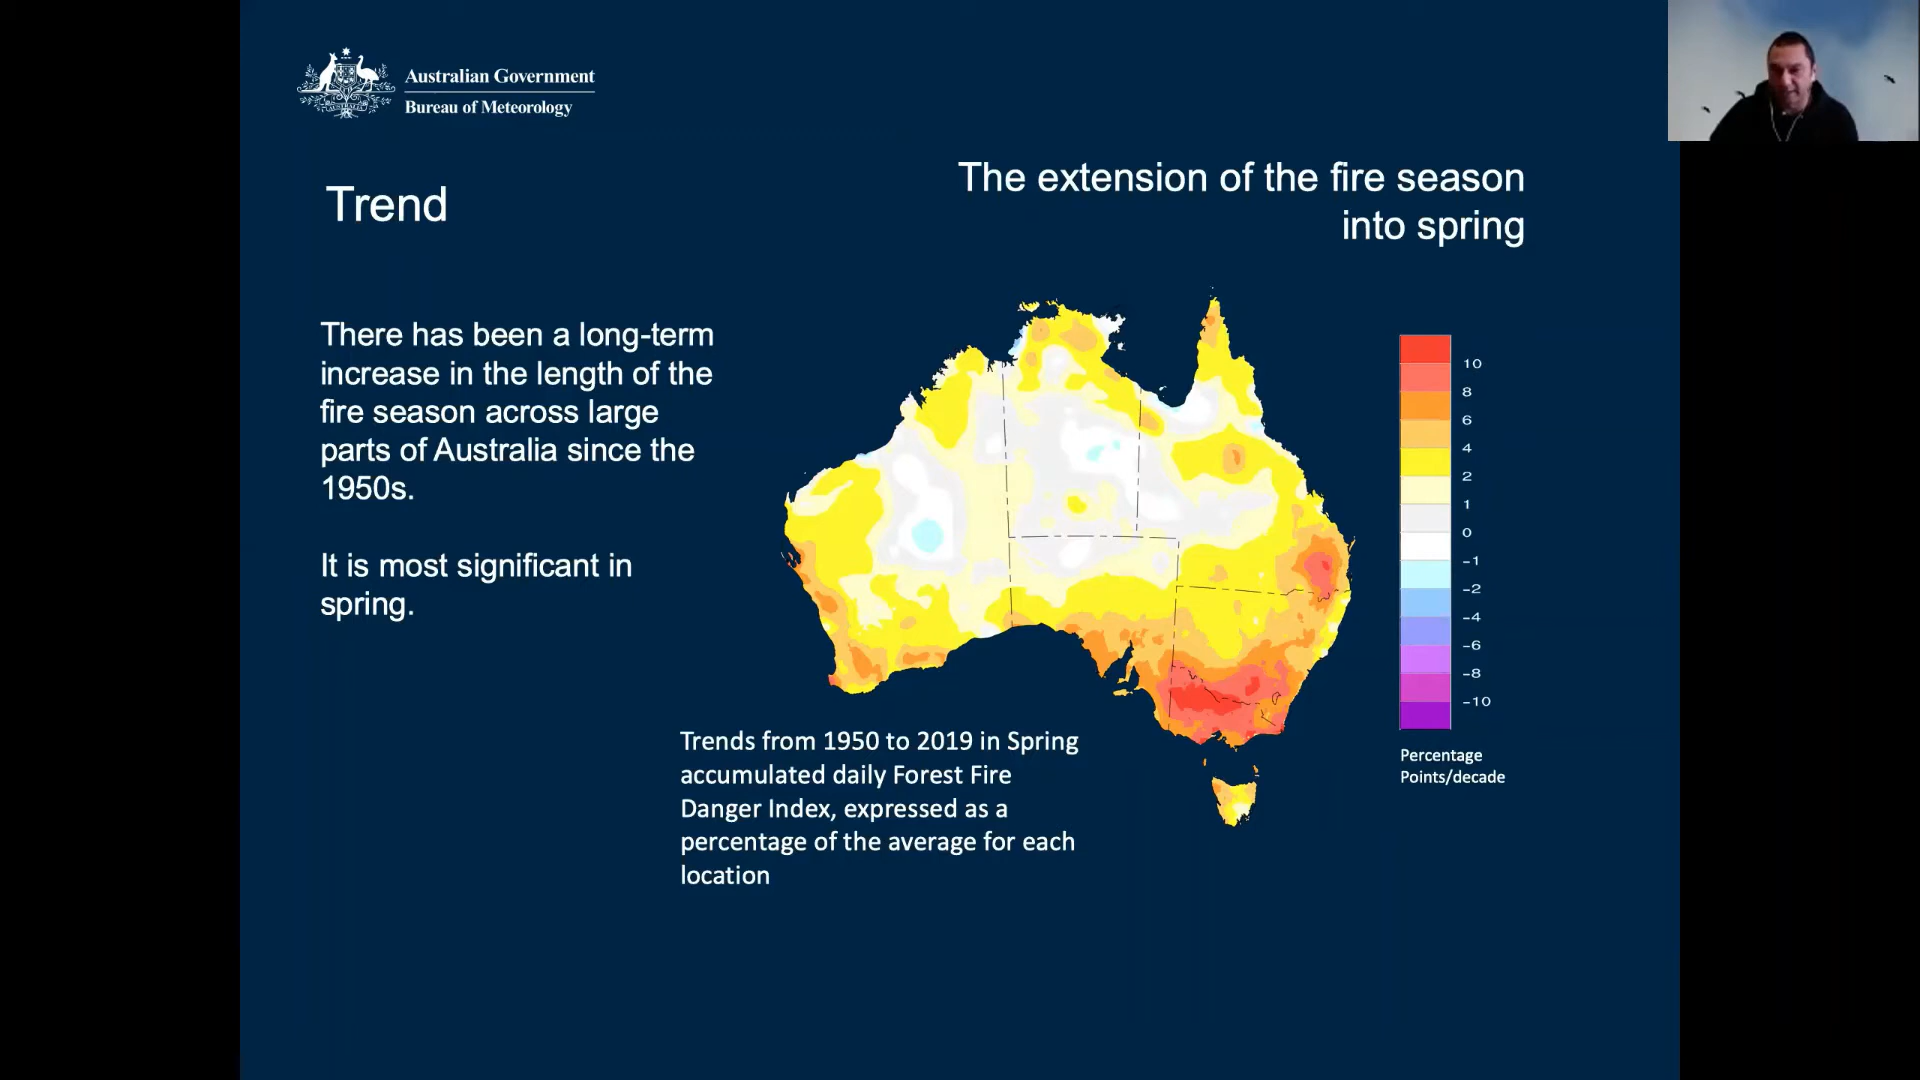 Australian Government
Bureau of Meteorology
Trend
The extension of the fire season
into spring
There has been a long-term
increase in the length of the
fire season across large
parts of Australia since the
1950s.
It is most significant in
spring.
10
8
6
4
2
1
0
-1
-2
-4
-6
-8
-10
Percentage
Points/decade
Trends from 1950 to 2019 in Spring
accumulated daily Forest Fire
Danger Index, expressed as a
percentage of the average for each
location